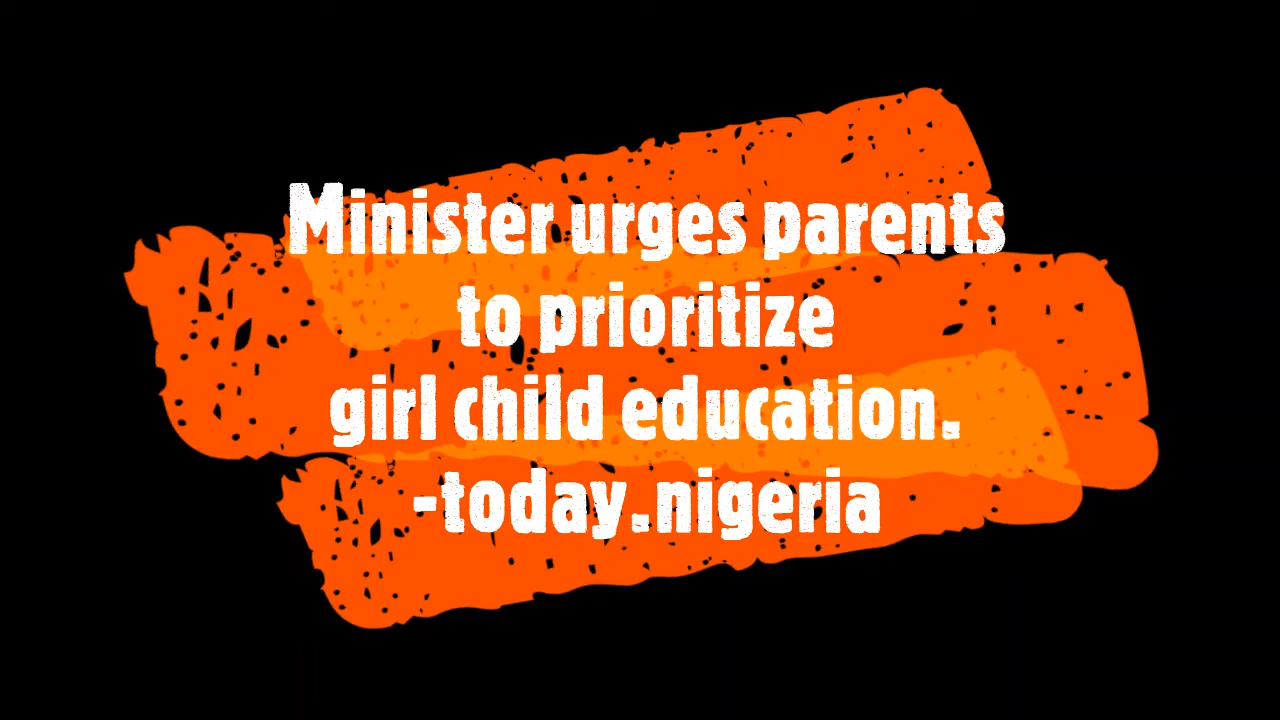 Minister urges parents
to prioritize
girl child education.
-today.nigeria